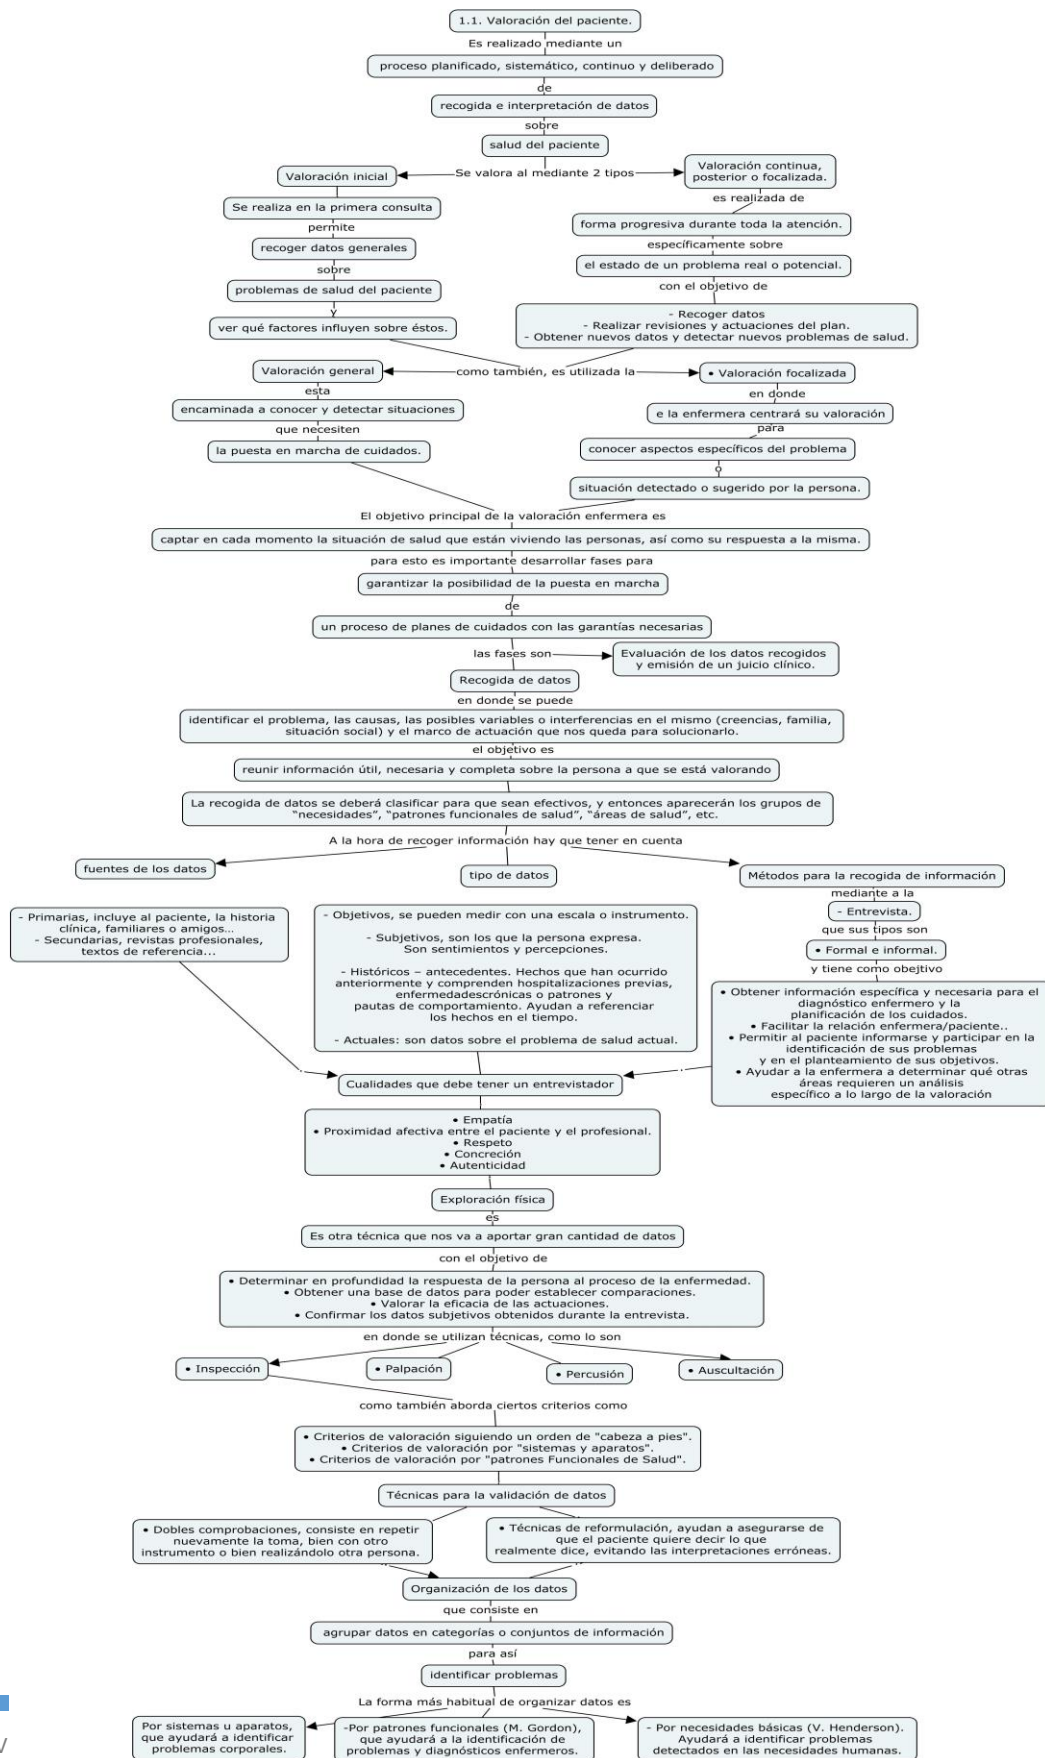 1.1. Valoración del paciente.
Es realizado mediante un
proceso planificado, sistemático, continuo y deliberado
de
recogida e interpretación de datos
sobre
salud del paciente
Se valora al mediante 2 tipos
Valoración inicial
Se realiza en la primera consulta
permite
recoger datos generales
sobre
problemas de salud del paciente
y
ver qué factores influyen sobre éstos.
Valoración continua,
posterior o focalizada.
es realizada de
forma progresiva durante toda la atención.
específicamente sobre
el estado de un problema real o potencial.
con el objetivo de
- Recoger datos
- Realizar revisiones y actuaciones del plan.
- Obtener nuevos datos y detectar nuevos problemas de salud.
como también, es utilizada la
Valoración general
esta
encaminada a conocer y detectar situaciones
que necesiten
la puesta en marcha de cuidados.
• Valoración focalizada
en donde
e la enfermera centrará su valoración
para
conocer aspectos específicos del problema
o
situación detectado o sugerido por la persona.
El objetivo principal de la valoración enfermera es
captar en cada momento la situación de salud que están viviendo las personas, así como su respuesta a la misma.
para esto es importante desarrollar fases para
garantizar la posibilidad de la puesta en marcha
de
un proceso de planes de cuidados con las garantías necesarias
las fases son
Evaluación de los datos recogidos
y emisión de un juicio clínico.
Recogida de datos
en donde se puede
identificar el problema, las causas, las posibles variables o interferencias en el mismo (creencias, familia,
situación social) y el marco de actuación que nos queda para solucionarlo.
el objetivo es
reunir información útil, necesaria y completa sobre la persona a que se está valorando
La recogida de datos se deberá clasificar para que sean efectivos, y entonces aparecerán los grupos de
“necesidades”, “patrones funcionales de salud”, “áreas de salud”, etc.
A la hora de recoger información hay que tener en cuenta
fuentes de los datos
- Primarias, incluye al paciente, la historia
clínica, familiares o amigos...
- Secundarias, revistas profesionales,
textos de referencia...
tipo de datos
- Objetivos, se pueden medir con una escala o instrumento.
- Subjetivos, son los que la persona expresa.
Son sentimientos y percepciones.
- Históricos – antecedentes. Hechos que han ocurrido
anteriormente y comprenden hospitalizaciones previas,
enfermedadescrónicas o patrones y
pautas de comportamiento. Ayudan a referenciar
los hechos en el tiempo.
- Actuales: son datos sobre el problema de salud actual.
Métodos para la recogida de información
mediante a la
- Entrevista.
que sus tipos son
• Formal e informal.
y tiene como obejtivo
• Obtener información específica y necesaria para el
diagnóstico enfermero y la
planificación de los cuidados.
• Facilitar la relación enfermera/paciente..
• Permitir al paciente informarse y participar en la
identificación de sus problemas
y en el planteamiento de sus objetivos.
• Ayudar a la enfermera a determinar qué otras
áreas requieren un análisis
específico a lo largo de la valoración
Cualidades que debe tener un entrevistador
• Empatía
• Proximidad afectiva entre el paciente y el profesional.
• Respeto
• Concreción
• Autenticidad
Exploración física
es
Es otra técnica que nos va a aportar gran cantidad de datos
con el objetivo de
• Determinar en profundidad la respuesta de la persona al proceso de la enfermedad.
• Obtener una base de datos para poder establecer comparaciones.
• Valorar la eficacia de las actuaciones.
• Confirmar los datos subjetivos obtenidos durante la entrevista.
en donde se utilizan técnicas, como lo son
• Inspección
• Palpación
• Percusión
• Auscultación
como también aborda ciertos criterios como
• Criterios de valoración siguiendo un orden de "cabeza a pies".
• Criterios de valoración por "sistemas y aparatos".
• Criterios de valoración por "patrones Funcionales de Salud".
Técnicas para la validación de datos
• Dobles comprobaciones, consiste en repetir
nuevamente la toma, bien con otro
instrumento o bien realizándolo otra persona.
• Técnicas de reformulación, ayudan a asegurarse de
que el paciente quiere decir lo que
realmente dice, evitando las interpretaciones erróneas.
Organización de los datos
que consiste en
agrupar datos en categorías o conjuntos de información
para así
identificar problemas
La forma más habitual de organizar datos es
Por sistemas u aparatos,
que ayudará a identificar
problemas corporales.
-Por patrones funcionales (M. Gordon),
que ayudará a la identificación de
problemas y diagnósticos enfermeros.
- Por necesidades básicas (V. Henderson).
Ayudará a identificar problemas
detectados en las necesidades humanas.